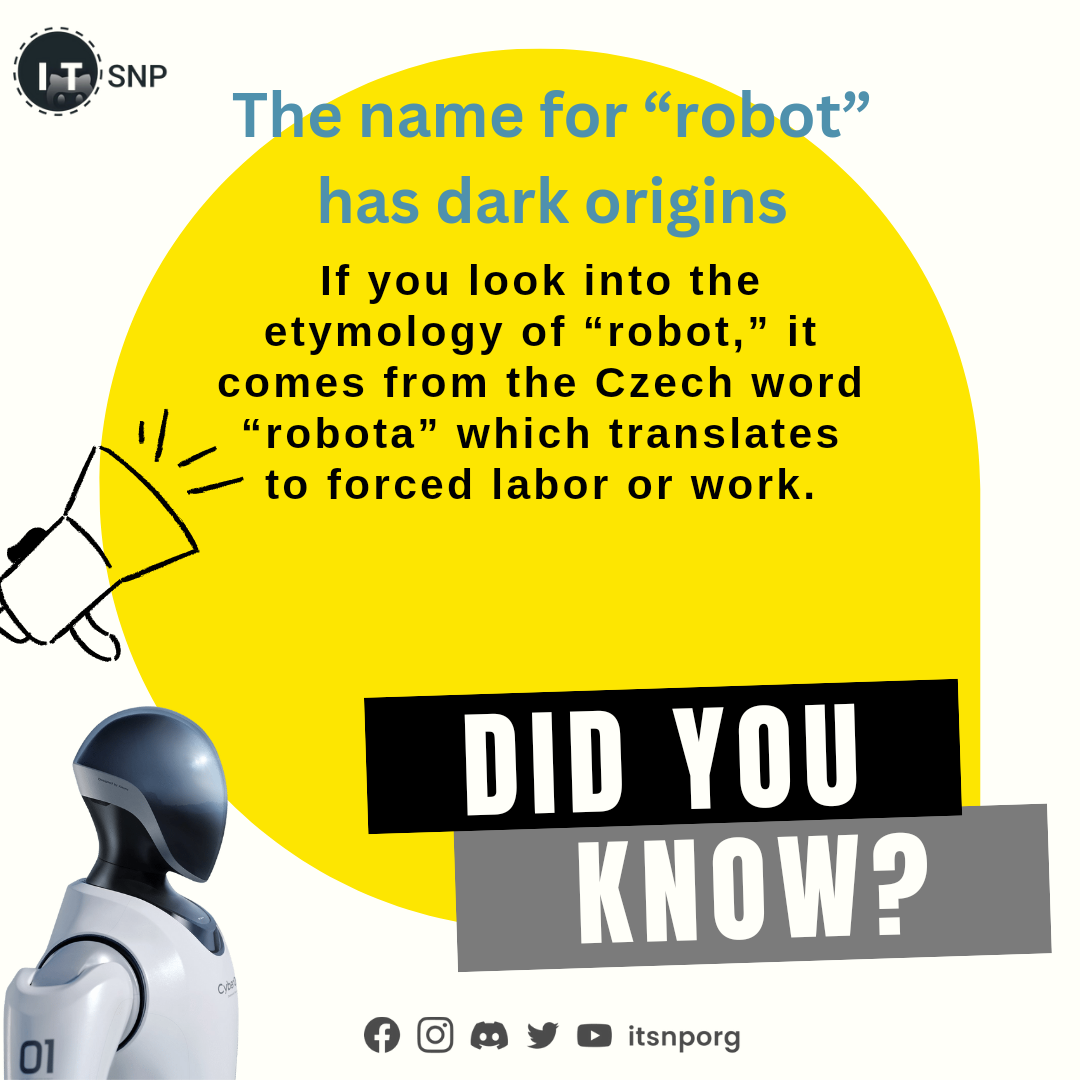 IT SNP
The name for “robot”
has dark origins
If you look into the
etymology of “robot,” it
comes from the Czech word
“robota” which translates
to forced labor or work.
DID YOU
KNOW?
01
itsnporg